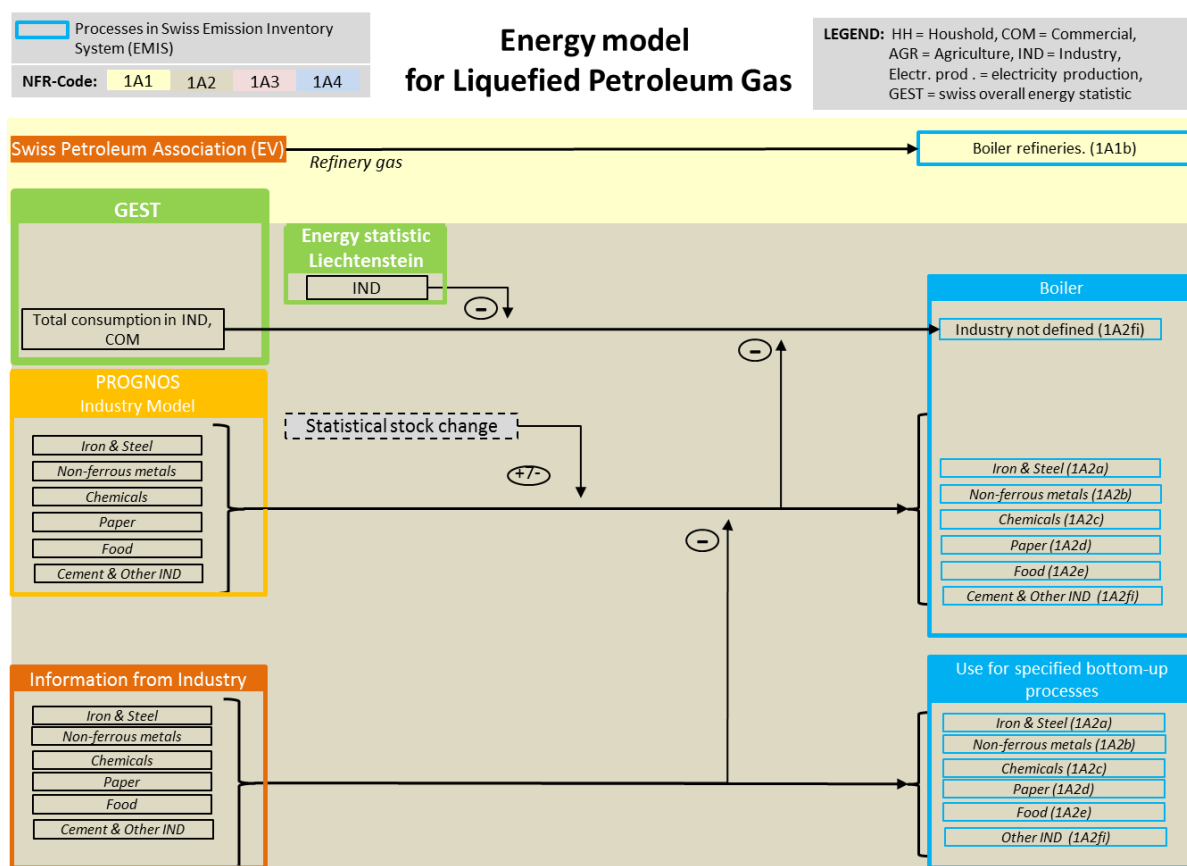 Processes in Swiss Emission Inventory
System (EMIS)
NFR-Code: 1A1 1A2 1A3 1A4
Energy model
for Liquefied Petroleum Gas
LEGEND: HH = Houshold, COM = Commercial,
AGR = Agriculture, IND = Industry,
Electr. prod . = electricity production,
GEST = swiss overall energy statistic
Swiss Petroleum Association (EV)
Refinery gas
Boiler refineries. (1A1b)
GEST
Energy statistic
Liechtenstein
IND
Boiler
Total consumption in IND,
COM
-
Industry not defined (1A2fi)
-
PROGNOS
Industry Model
Statistical stock change
Iron & Steel
Non-ferrous metals
Chemicals
Paper
Food
Cement & Other IND
+7-
-
Iron & Steel (1A2a)
Non-ferrous metals (1A2b)
Chemicals (1A2c)
Paper (1A2d)
Food (1A2e)
Cement & Other IND (1A2fi)
Information from Industry
Iron & Steel
Non-ferrous metals
Chemicals
Paper
Food
Cement & Other IND
Use for specified bottom-up
processes
Iron & Steel (1A2a)
Non-ferrous metals (1A2b)
Chemicals (1A2c)
Paper (1A2d)
Food (1A2e)
Other IND (1A2fi)